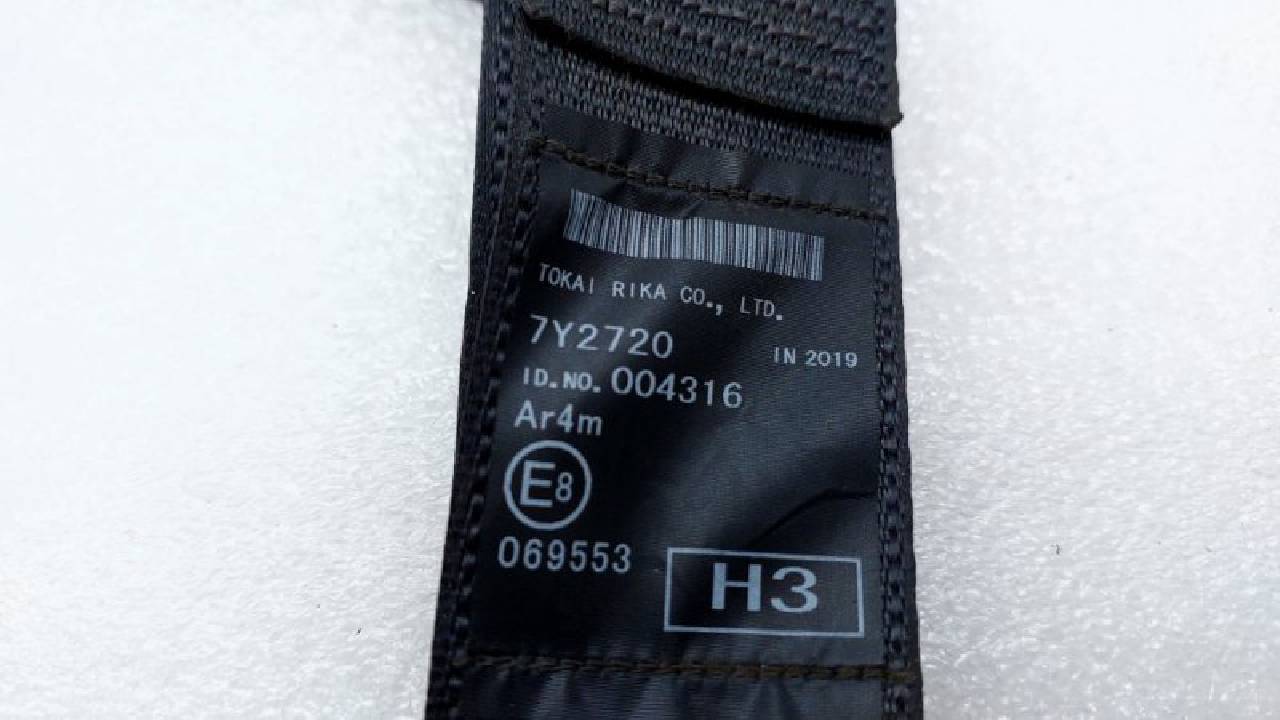 TOKAI RIKA CO., LTD.
7Y2720 IN 2019
ID.NO. 004316
Ar4m
E8
069553
H3